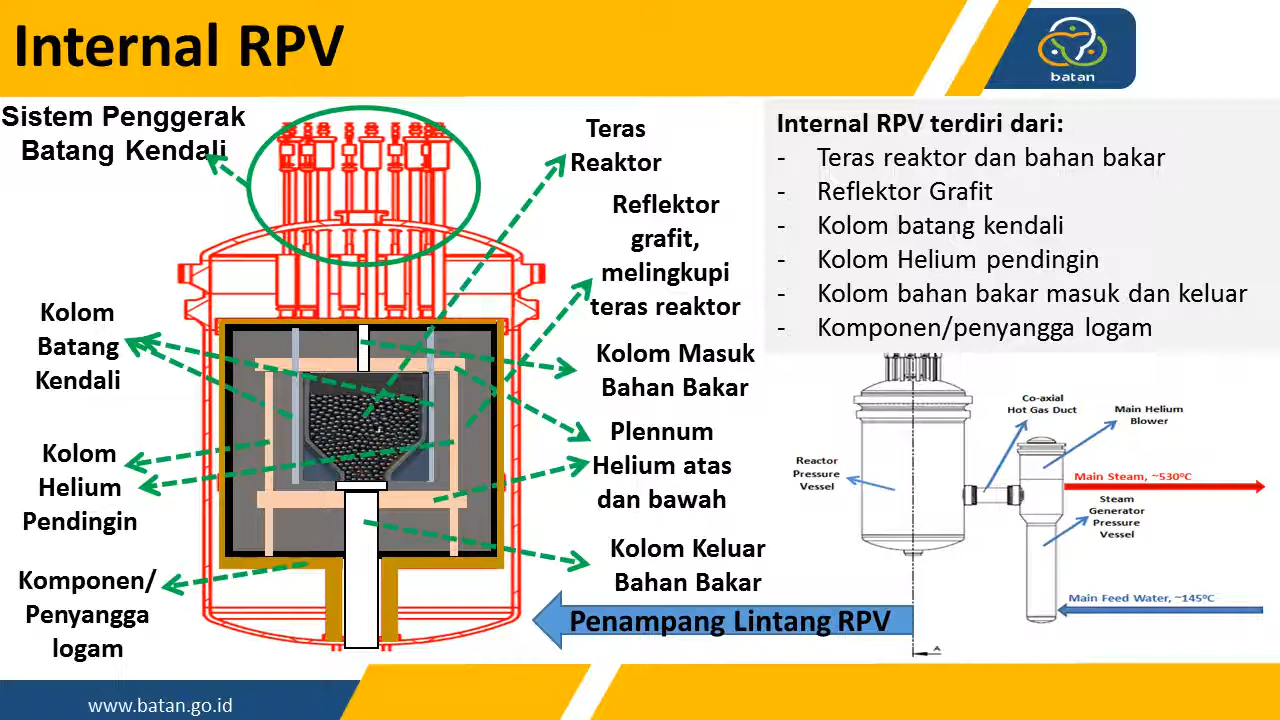 Internal RPV
batan
Sistem Penggerak
Batang Kendali
Teras
Reaktor
Reflektor
grafit,
melingkupi
teras reaktor
Kolom
Batang
Kendali
Kolom Masuk
Bahan Bakar
Kolom
Helium
Pendingin
Plennum
Helium atas
dan bawah
Komponen/
Penyangga
logam
Kolom Keluar
Bahan Bakar
Penampang Lintang RPV
Internal RPV terdiri dari:
- Teras reaktor dan bahan bakar
- Reflektor Grafit
- Kolom batang kendali
- Kolom Helium pendingin
- Kolom bahan bakar masuk dan keluar
- Komponen/penyangga logam
Co-axial
Hot Gas Duct
Main Helium
Blower
Reactor
Pressure
Vessel
Main Steam, ~530°C
Steam
Generator
Pressure
Vessel
Main Feed Water, ~145°C
A
www.batan.go.id